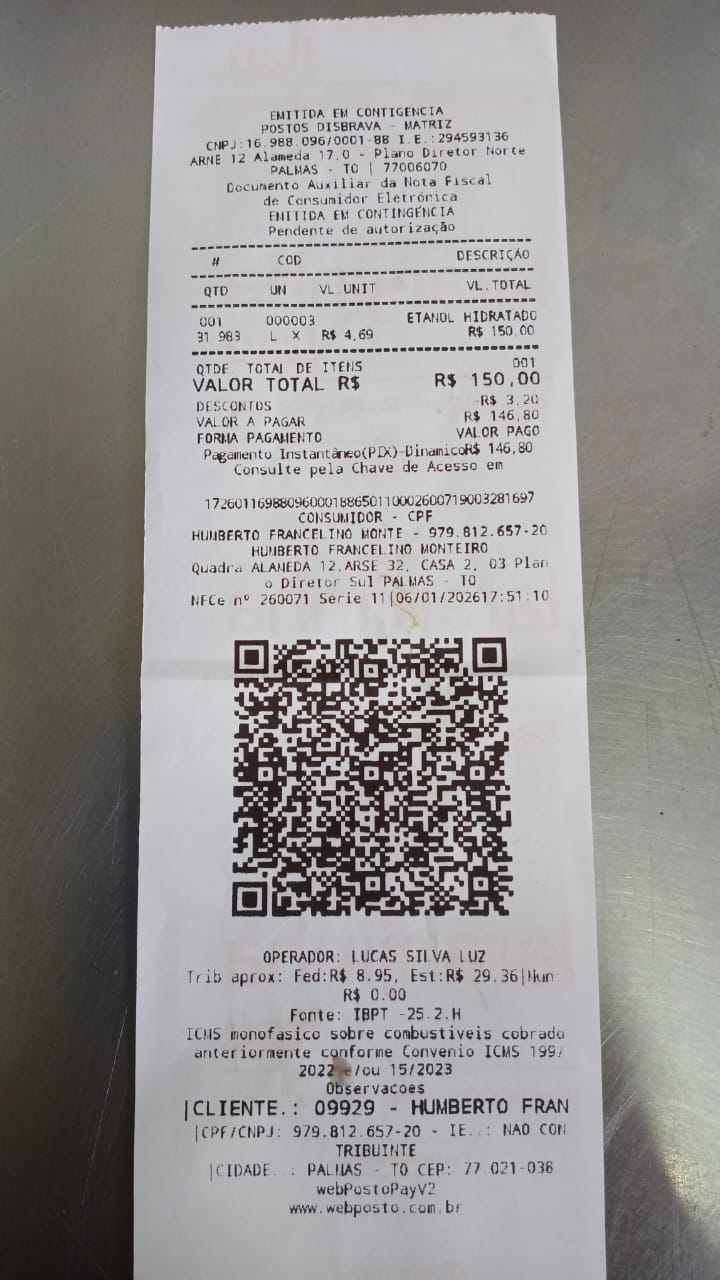 EMITIDA EM CONTIGENCIA
POSTOS DISBRAVA - MATRIZ
CNPJ:16.988.096/0001-88 I.E.:294593136
ARNE 12 Alameda 17,0 - Plano Diretor Norte
PALMAS - TO | 77006070
Documento Auxiliar da Nota Fiscal
de Consumidor Eletrônica
EMITIDA EM CONTINGÊNCIA
Pendente de autorização
# COD DESCRIÇÃO
QTD UN VL.UNIT VL.TOTAL
001 000003 ETANOL HIDRATADO
31 983 L X R$ 4,69 R$ 150,00
QTDE. TOTAL DE ITENS 001
VALOR TOTAL R$ R$ 150,00
DESCONTOS -R$ 3,20
VALOR A PAGAR R$ 146,80
FORMA PAGAMENTO VALOR PAGO
Pagamento Instantâneo(PIX)-DinamicoR$ 146,80
Consulte pela Chave de Acesso em
17260116988096000188650110002600719003281697
CONSUMIDOR - CPF
HUMBERTO FRANCELINO MONTE - 979.812.657-20
HUMBERTO FRANCELINO MONTEIRO
Quadra ALAMEDA 12,ARSE 32, CASA 2, 03 Plan
o Diretor Sul PALMAS - TO
NFCe nº 260071 Serie 11|06/01/202617:51:10
OPERADOR: LUCAS SILVA LUZ
Trib aprox: Fed:R$ 8.95, Est:R$ 29.36|Mun:
R$ 0.00
Fonte: IBPT -25.2.H
ICMS monofasico sobre combustiveis cobrado
anteriormente conforme Convenio ICMS 199/
2022 e/ou 15/2023
Observacoes
|CLIENTE.: 09929 - HUMBERTO FRAN
|CPF/CNPJ: 979.812.657-20 - IE..: NAO CON
TRIBUINTE
|CIDADE..: PALMAS - TO CEP: 77.021-036
webPostoPayV2
www.webposto.com.br